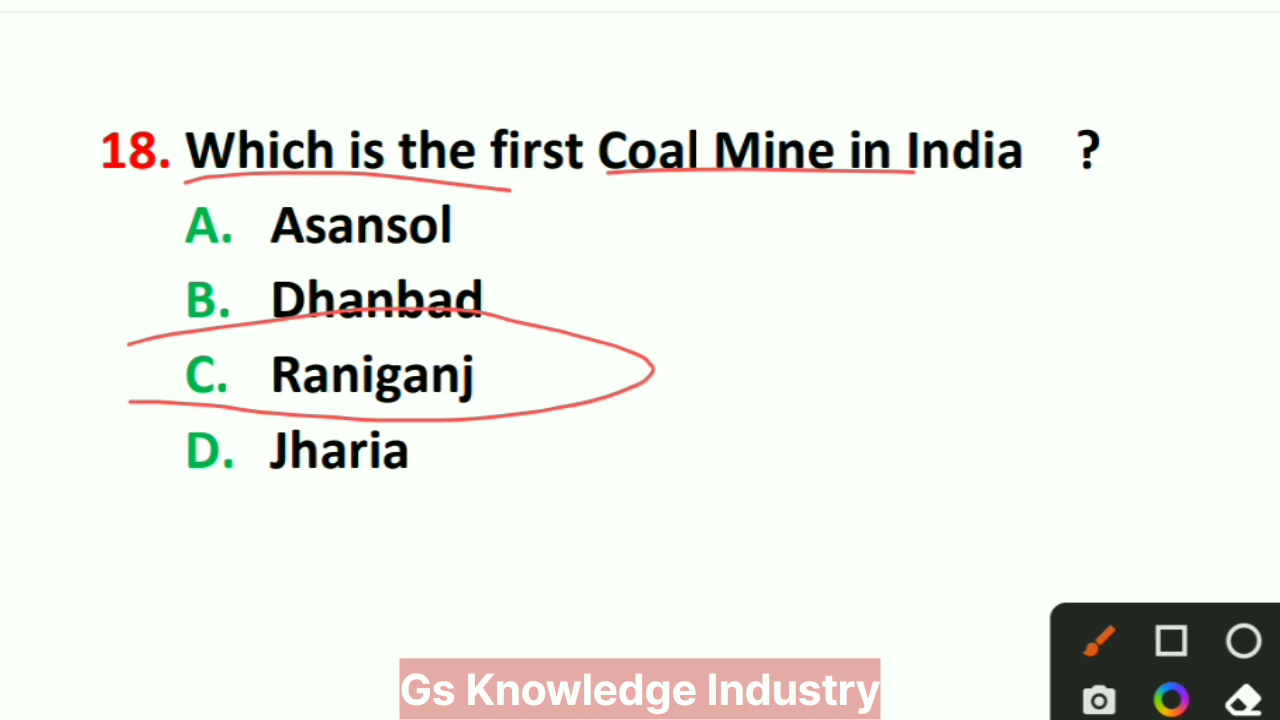 18. Which is the first Coal Mine in India ?
A. Asansol
B. Dhanbad
C. Raniganj
D. Jharia
Gs Knowledge Industry